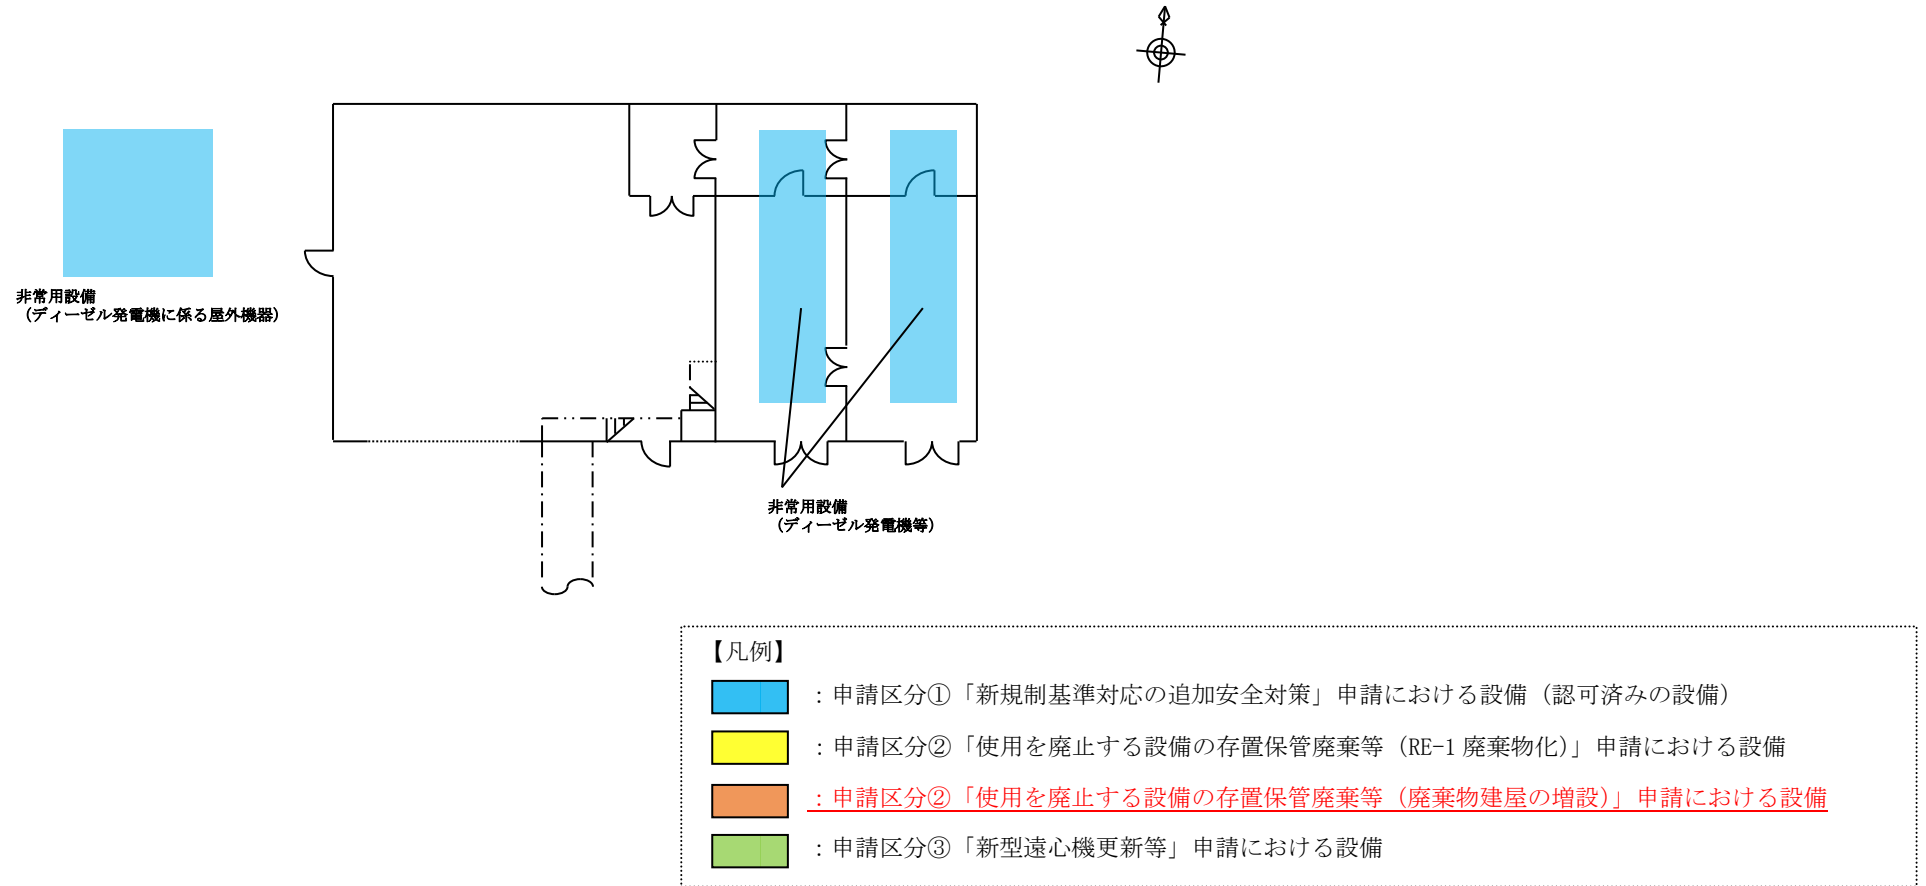 非常用設備
（ディーゼル発電機に係る屋外機器）
非常用設備
（ディーゼル発電機等）
【凡例】
：申請区分①「新規制基準対応の追加安全対策」申請における設備（認可済みの設備）
：申請区分②「使用を廃止する設備の存置保管廃棄等（RE-1 廃棄物化）」申請における設備
：申請区分②「使用を廃止する設備の存置保管廃棄等（廃棄物建屋の増設）」申請における設備
：申請区分③「新型遠心機更新等」申請における設備